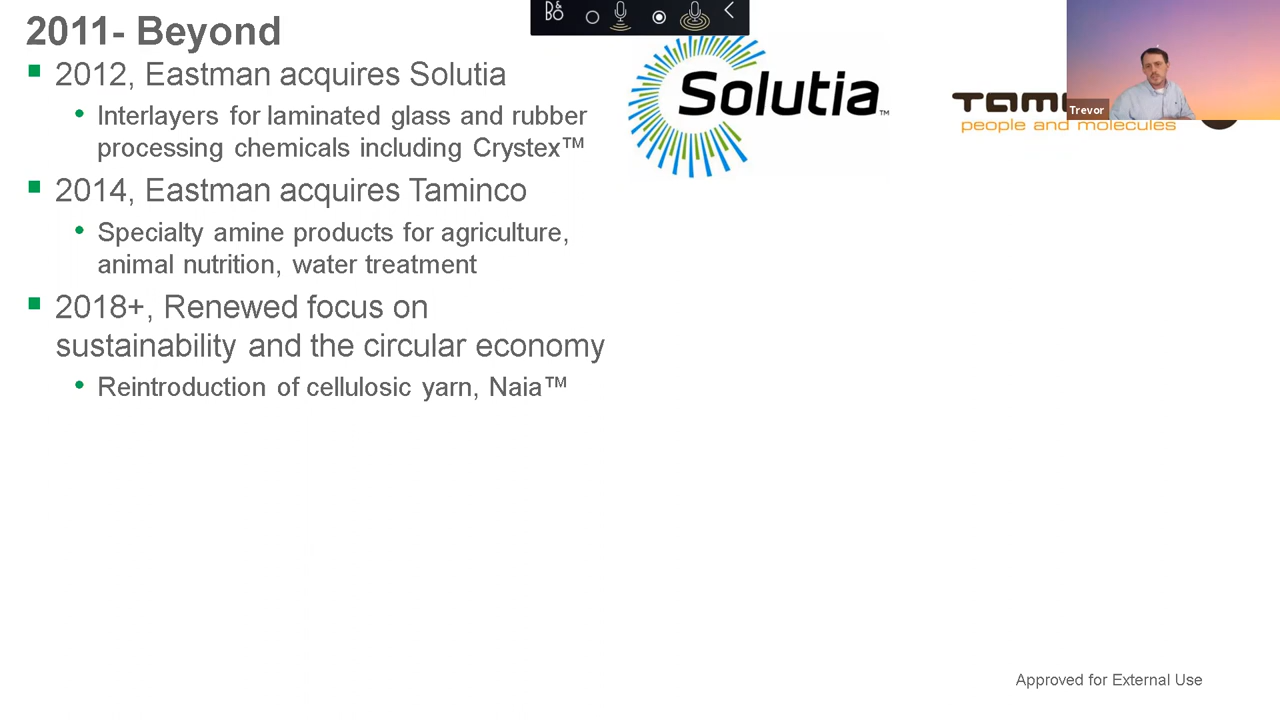 2011- Beyond
2012, Eastman acquires Solutia
Interlayers for laminated glass and rubber
processing chemicals including Crystex™
2014, Eastman acquires Taminco
Specialty amine products for agriculture,
animal nutrition, water treatment
2018+, Renewed focus on
sustainability and the circular economy
Reintroduction of cellulosic yarn, Naia™
B&O
Solutia™
people and molecules
Trevor
Approved for External Use